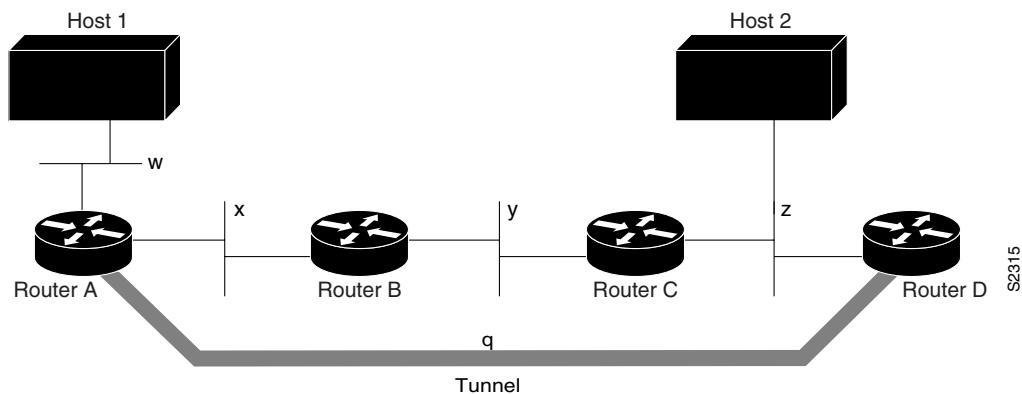 Host 1
Host 2
w
x
y
z
Router A
Router B
Router C
Router D
q
Tunnel
S2315